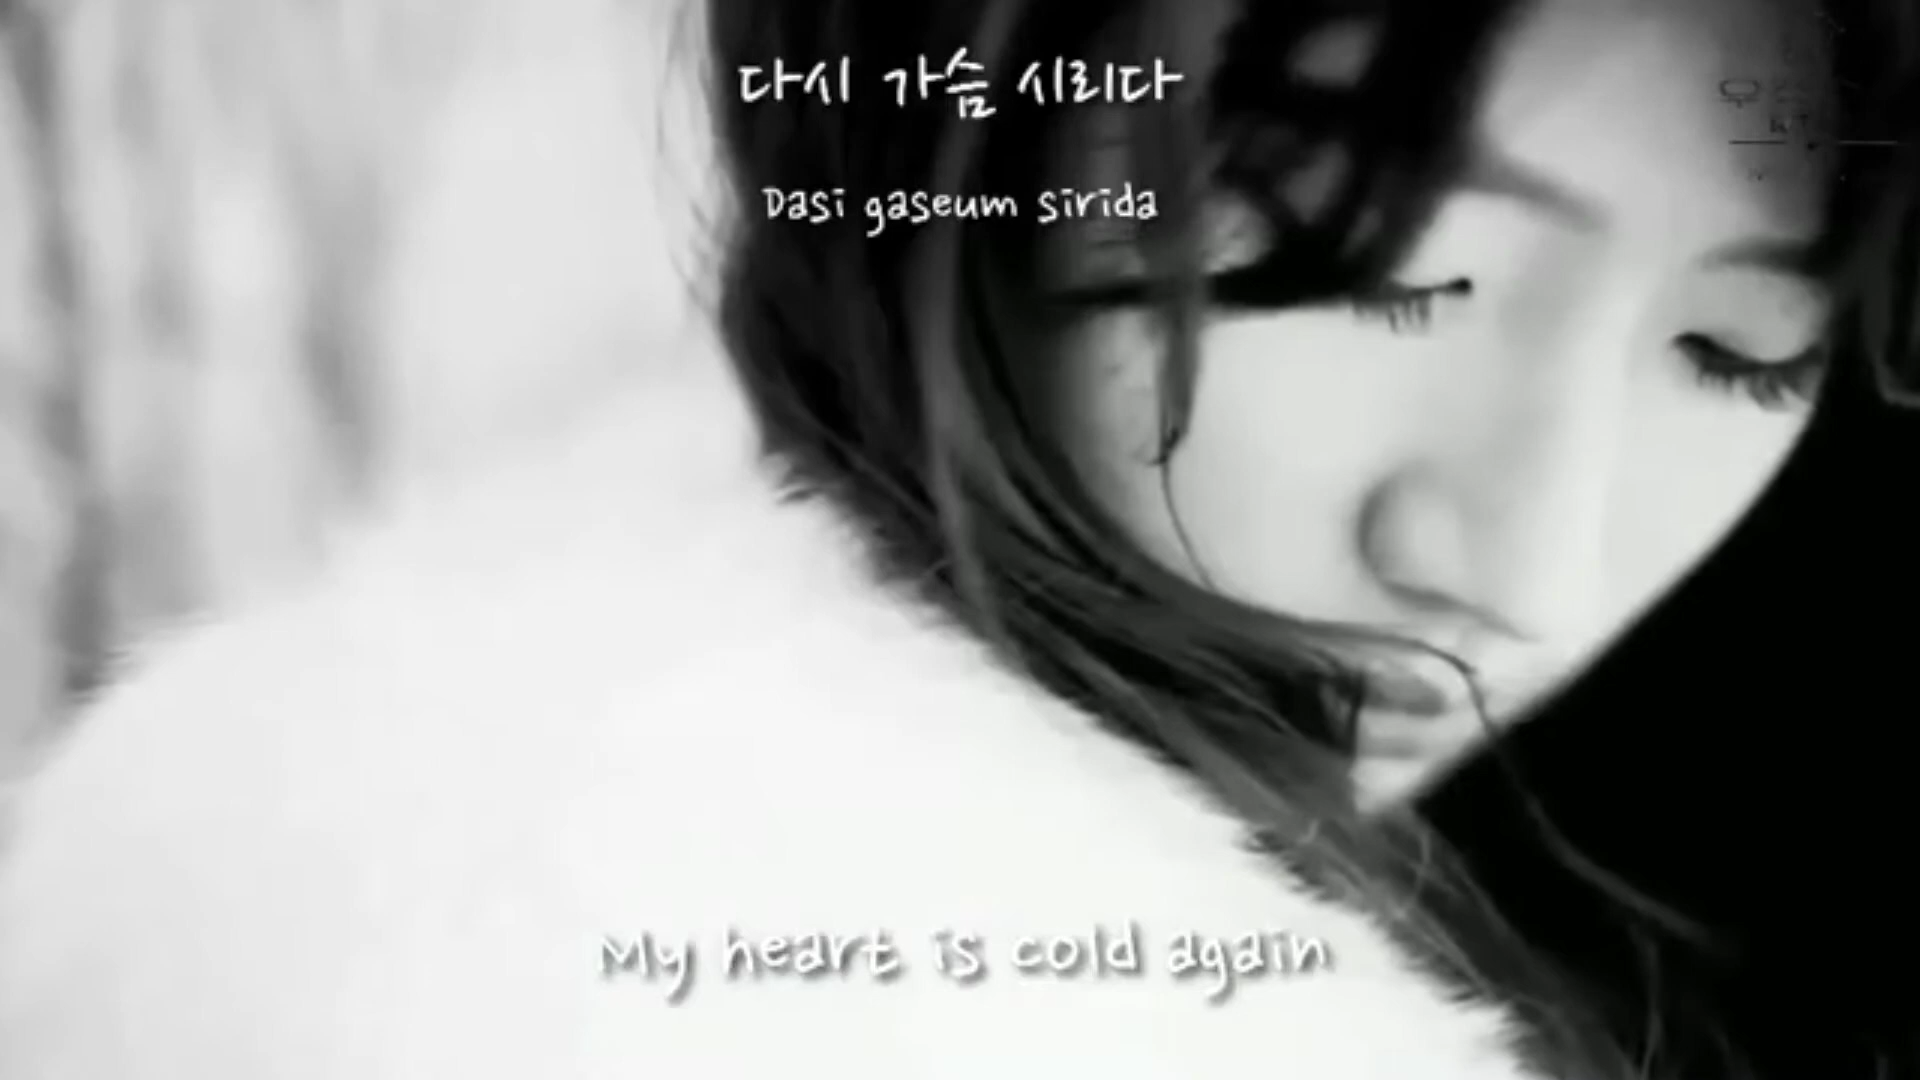 다시 가슴 시리다
Dasi gaseum sirida
My heart is cold again